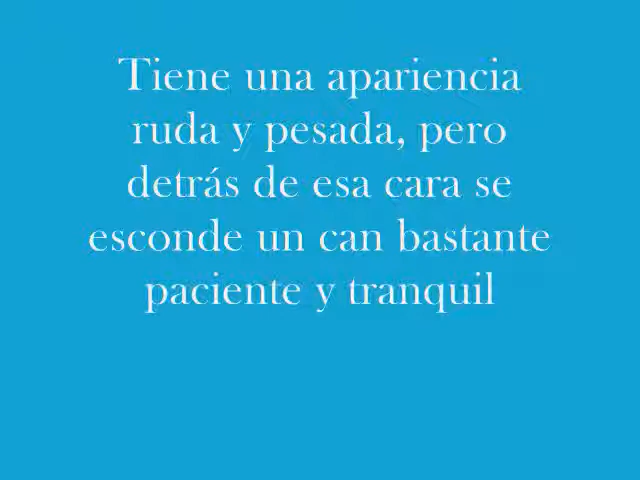 Tiene una apariencia
ruda y pesada, pero
detrás de esa cara se
esconde un can bastante
paciente y tranquil